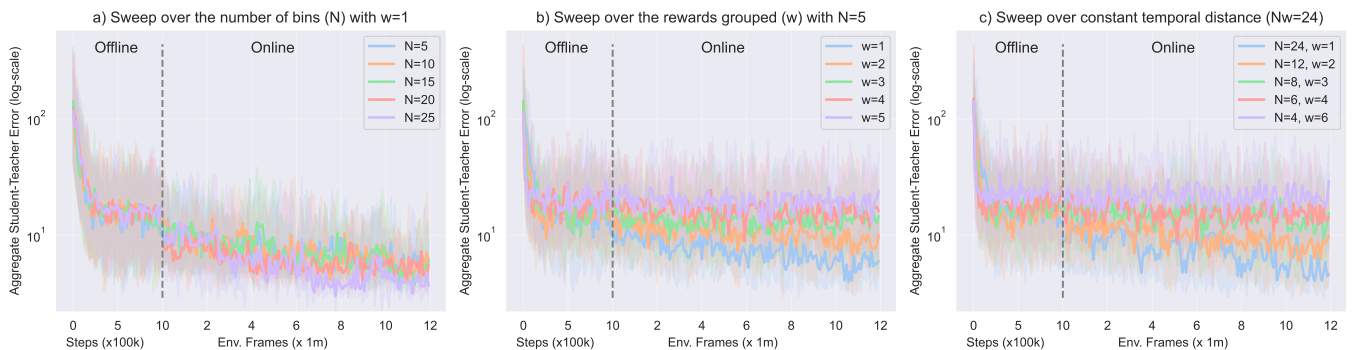 a) Sweep over the number of bins (N) with w=1
Aggregate Student-Teacher Error (log-scale)
Offline
Online
N=5
N=10
N=15
N=20
N=25
10²
10¹
0 5 10 2 4 6 8 10 12
Steps (x100k) Env. Frames (x 1m)
b) Sweep over the rewards grouped (w) with N=5
Aggregate Student-Teacher Error (log-scale)
Offline
Online
w=1
w=2
w=3
w=4
w=5
10²
10¹
0 5 10 2 4 6 8 10 12
Steps (x100k) Env. Frames (x 1m)
c) Sweep over constant temporal distance (Nw=24)
Aggregate Student-Teacher Error (log-scale)
Offline
Online
N=24, w=1
N=12, w=2
N=8, w=3
N=6, w=4
N=4, w=6
10²
10¹
0 5 10 2 4 6 8 10 12
Steps (x100k) Env. Frames (x 1m)